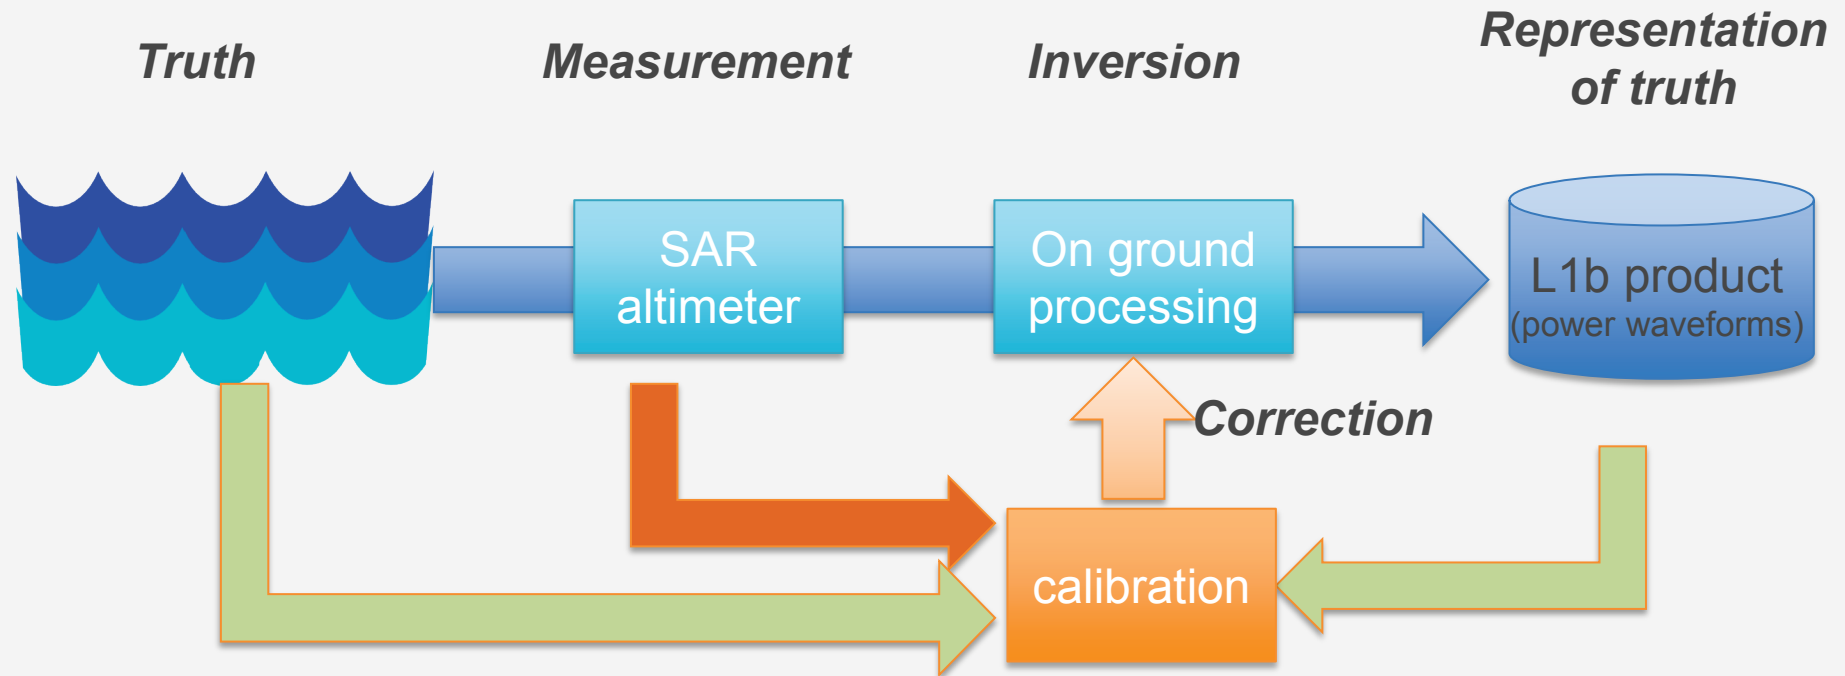 Truth
Measurement
Inversion
Representation
of truth
SAR
altimeter
On ground
processing
L1b product
(power waveforms)
Correction
calibration